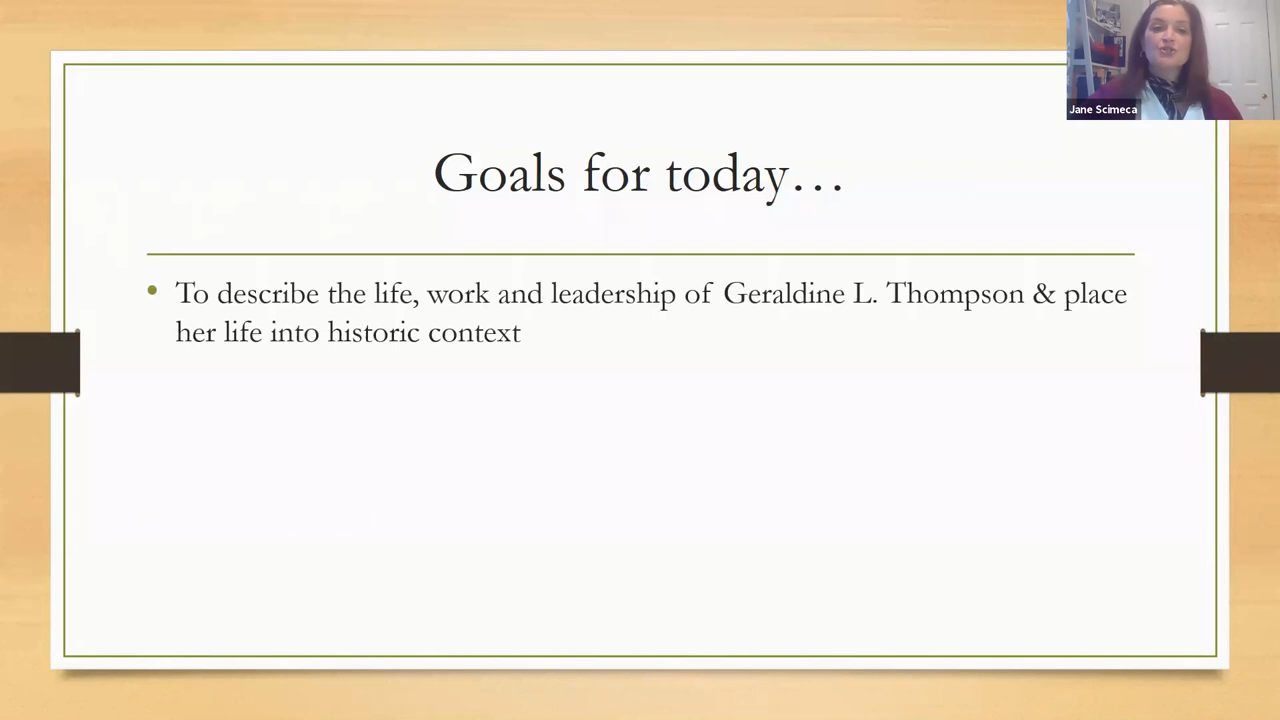 Jane Scimeca
Goals for today…
• To describe the life, work and leadership of Geraldine L. Thompson & place
her life into historic context